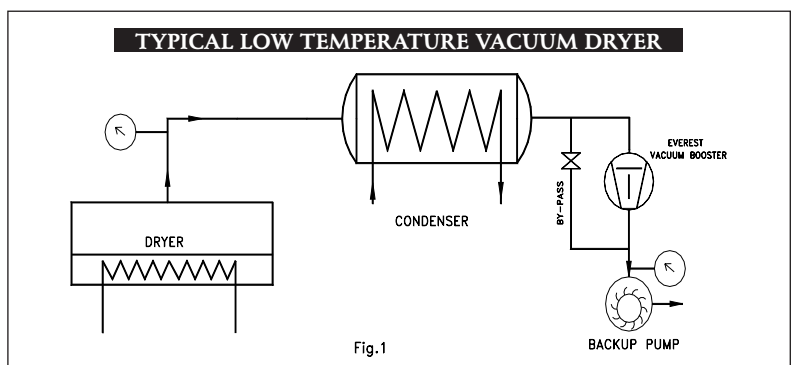 TYPICAL LOW TEMPERATURE VACUUM DRYER
EVEREST
VACUUM BOOSTER
BY-PASS
CONDENSER
DRYER
BACKUP PUMP
Fig.1